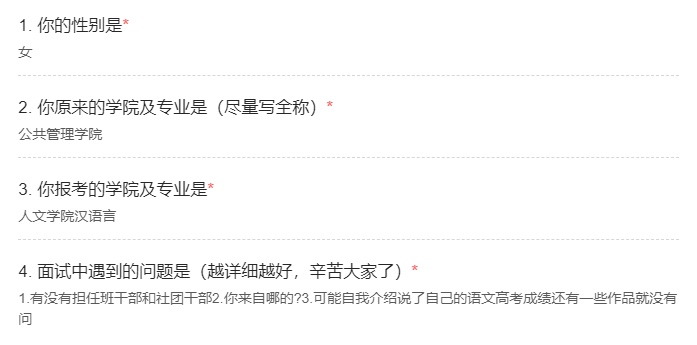 1. 你的性别是*
女
2. 你原来的学院及专业是（尽量写全称）*
公共管理学院
3. 你报考的学院及专业是*
人文学院汉语言
4. 面试中遇到的问题是（越详细越好，辛苦大家了）*
1.有没有担任班干部和社团干部2.你来自哪的?3.可能自我介绍说了自己的语文高考成绩还有一些作品就没有
问